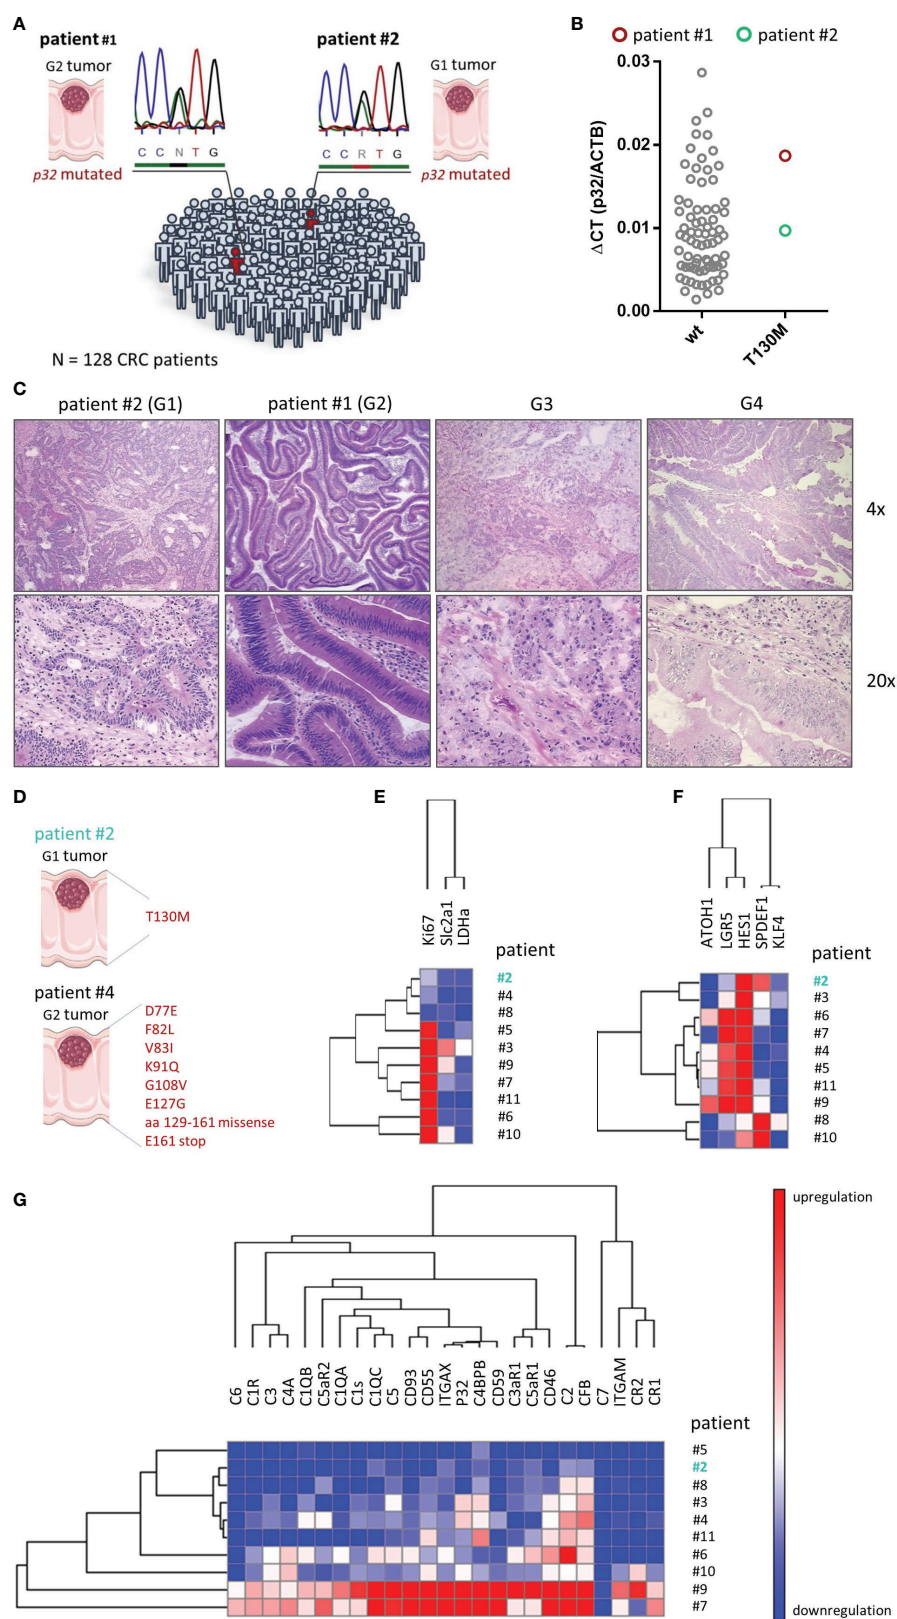 A
patient #1
G2 tumor
p32 mutated
C C N T G
patient #2
G1 tumor
p32 mutated
C C R T G
N = 128 CRC patients
B
patient #1
patient #2
ΔCT (p32/ACTB)
0.03
0.02
0.01
0.00
wt
T130M
C
patient #2 (G1)
patient #1 (G2)
G3
G4
4x
20x
D
patient #2
G1 tumor
T130M
patient #4
G2 tumor
D77E
F82L
V83I
K91Q
G108V
E127G
aa 129-161 missense
E161 stop
E
Ki67
Slc2a1
LDHa
patient
#2
#4
#8
#5
#3
#9
#7
#11
#6
#10
F
ATOH1
LGR5
HES1
SPDEF1
KLF4
patient
#2
#3
#6
#7
#4
#5
#11
#9
#8
#10
G
C6
C1R
C3
C4A
C1QB
C5aR2
C1QA
C1s
C1QC
C5
CD93
CD55
ITGAX
P32
C4BPB
CD59
C3aR1
C5aR1
CD46
C2
CFB
C7
ITGAM
CR2
CR1
patient
#5
#2
#8
#3
#4
#11
#6
#10
#9
#7
upregulation
downregulation